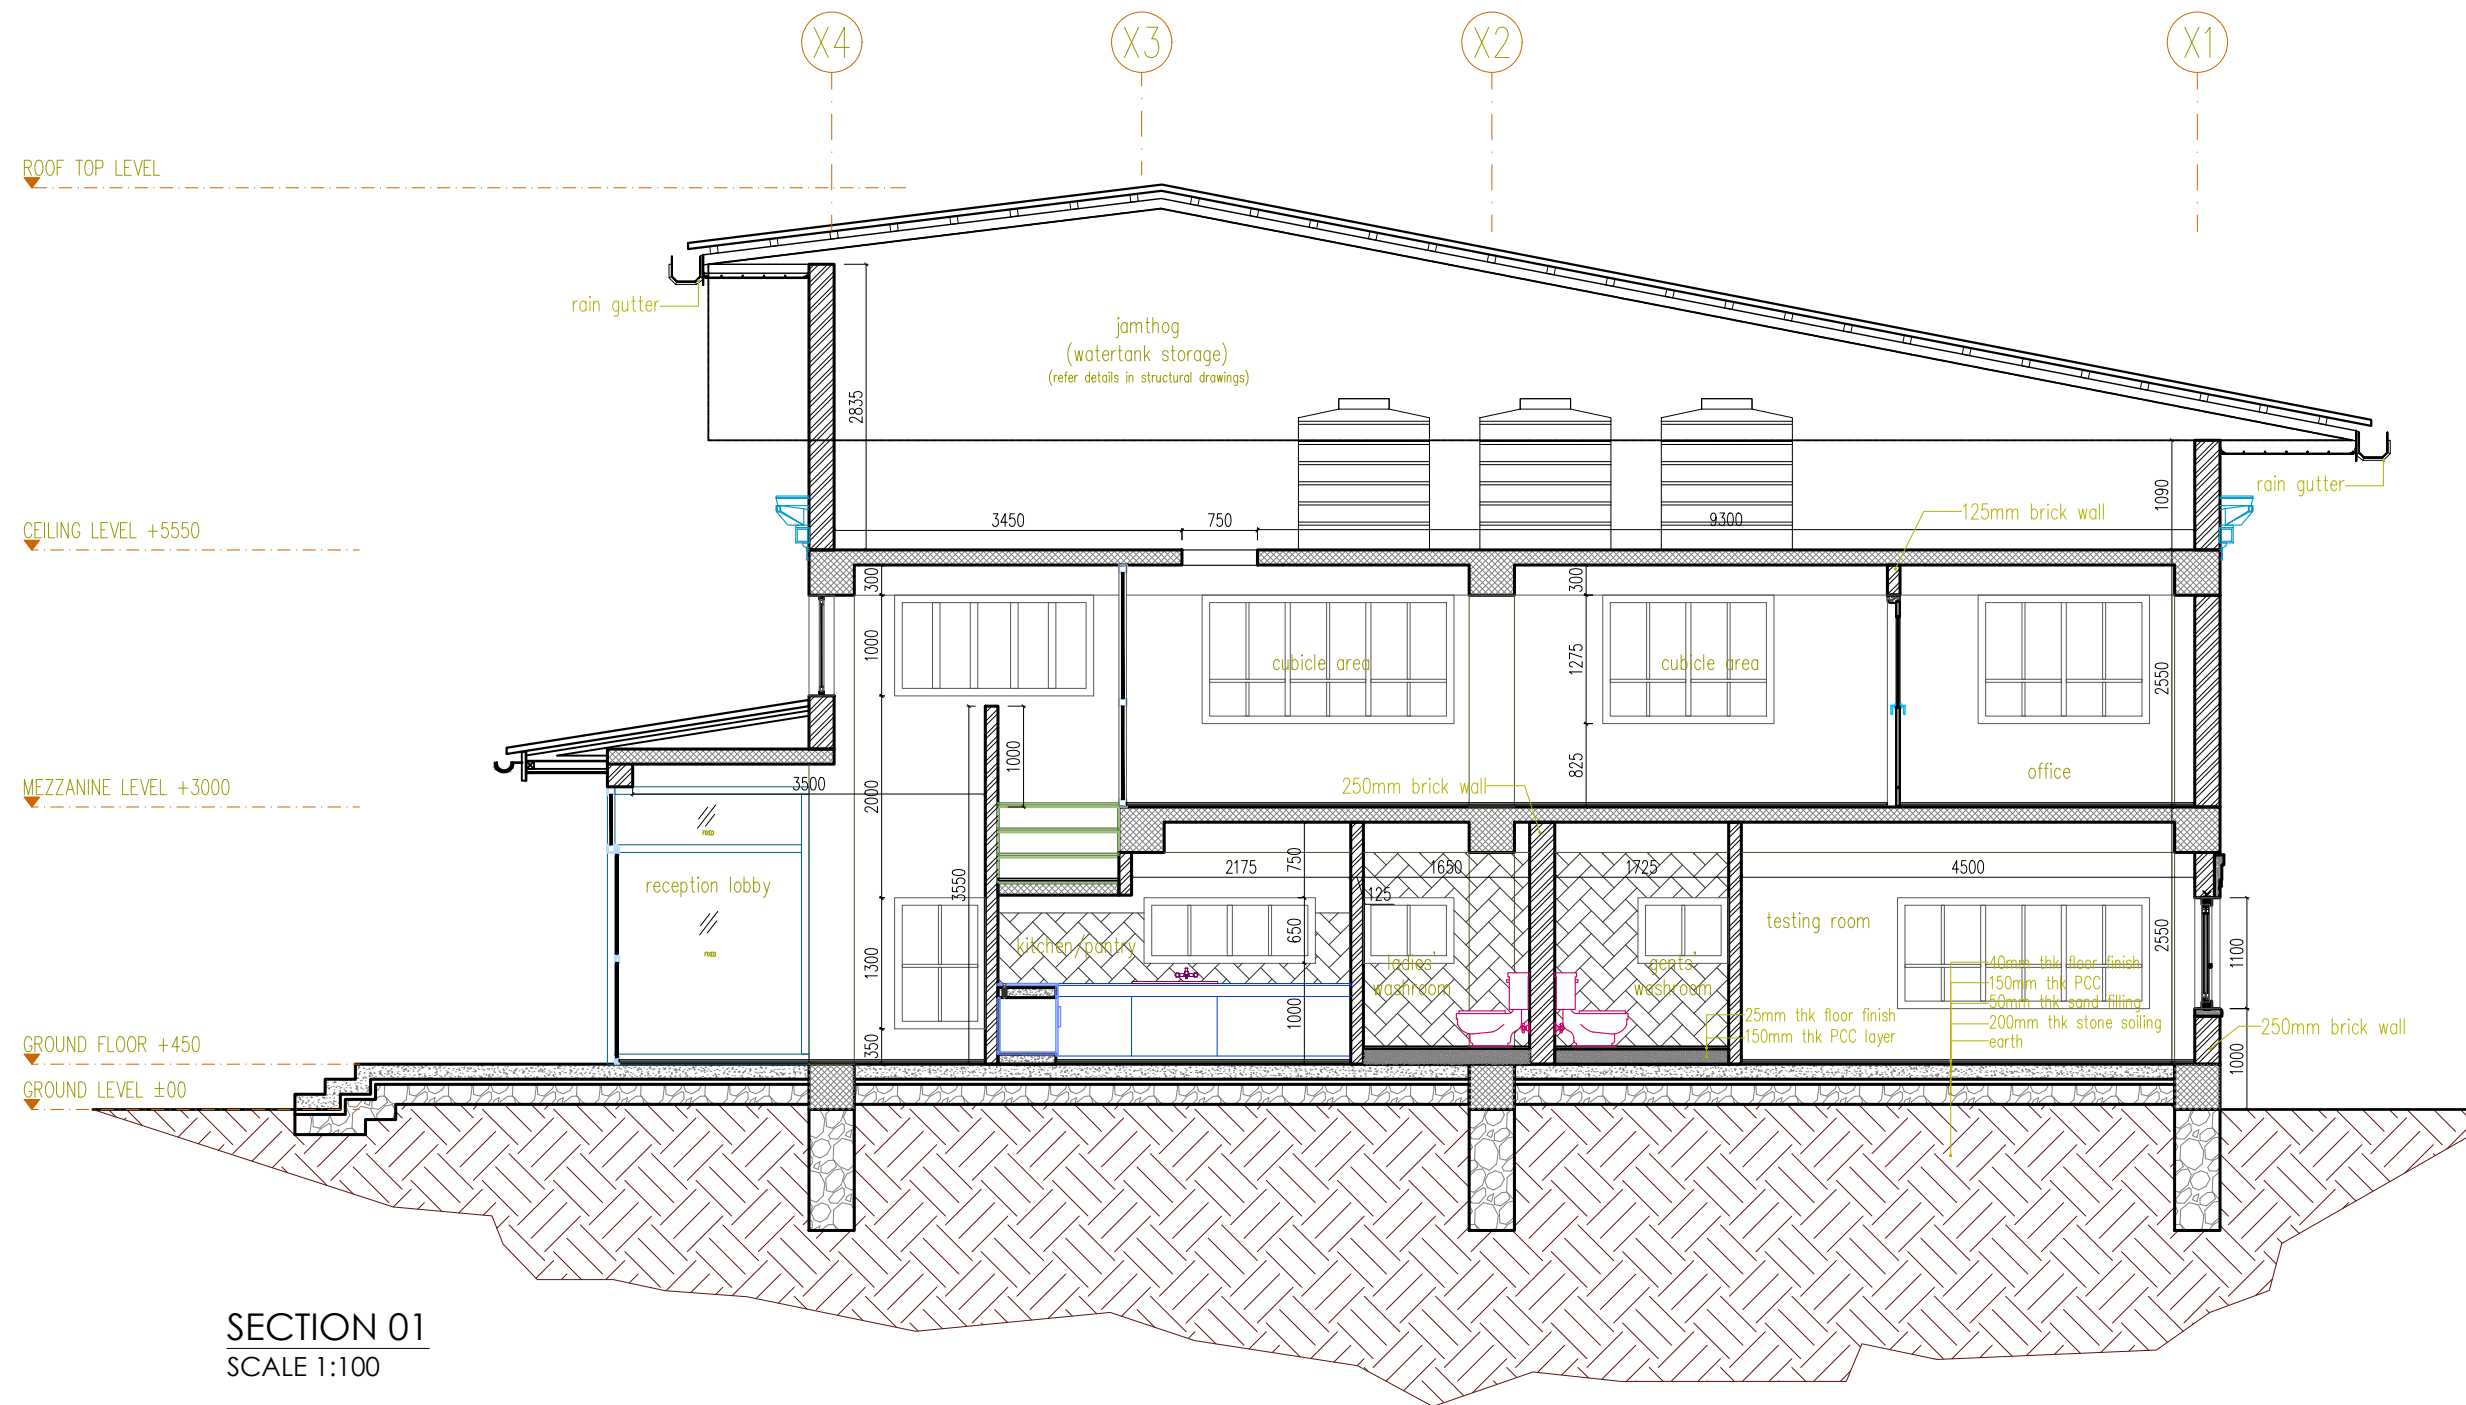 X4
X3
X2
X1
ROOF TOP LEVEL
rain gutter
jamthog
(watertank storage)
(refer details in structural drawings)
2835
rain gutter
1090
CEILING LEVEL +5550
3450
750
9300
125mm brick wall
300
300
1000
1275
cubicle area
cubicle area
2550
1000
825
office
MEZZANINE LEVEL +3000
3500
2000
250mm brick wall
FIXED
reception lobby
3550
2175
750
1650
1725
4500
125
testing room
FIXED
kitchen/pantry
650
1300
ladies'
washroom
gents'
washroom
2550
1100
40mm thk floor finish
150mm thk PCC
50mm thk sand filling
200mm thk stone soiling
earth
25mm thk floor finish
150mm thk PCC layer
250mm brick wall
1000
350
1000
GROUND FLOOR +450
GROUND LEVEL ±00
SECTION 01
SCALE 1:100